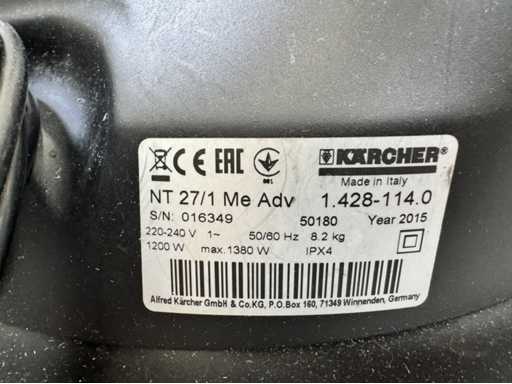 CE EAC
KÄRCHER
Made in Italy
NT 27/1 Me Adv 1.428-114.0
S/N: 016349 50180 Year 2015
220-240 V 1~ 50/60 Hz 8.2 kg
1200 W max.1380 W IPX4
Alfred Kärcher GmbH & Co.KG, P.O.Box 160, 71349 Winnenden, Germany